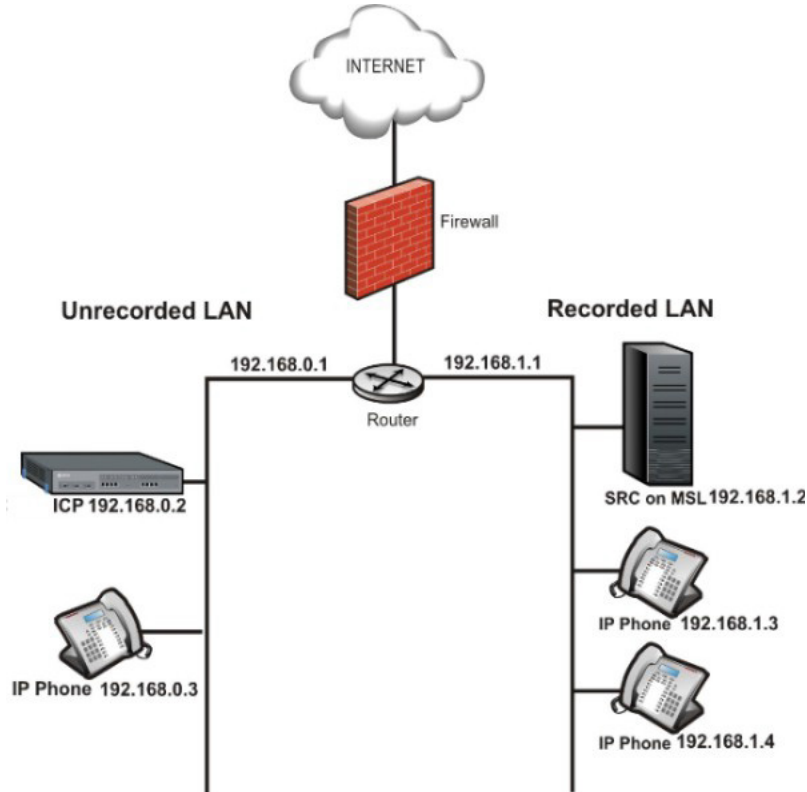 INTERNET
Firewall
Unrecorded LAN
Recorded LAN
192.168.0.1
192.168.1.1
Router
ICP 192.168.0.2
SRC on MSL 192.168.1.2
IP Phone 192.168.1.3
IP Phone 192.168.0.3
IP Phone 192.168.1.4